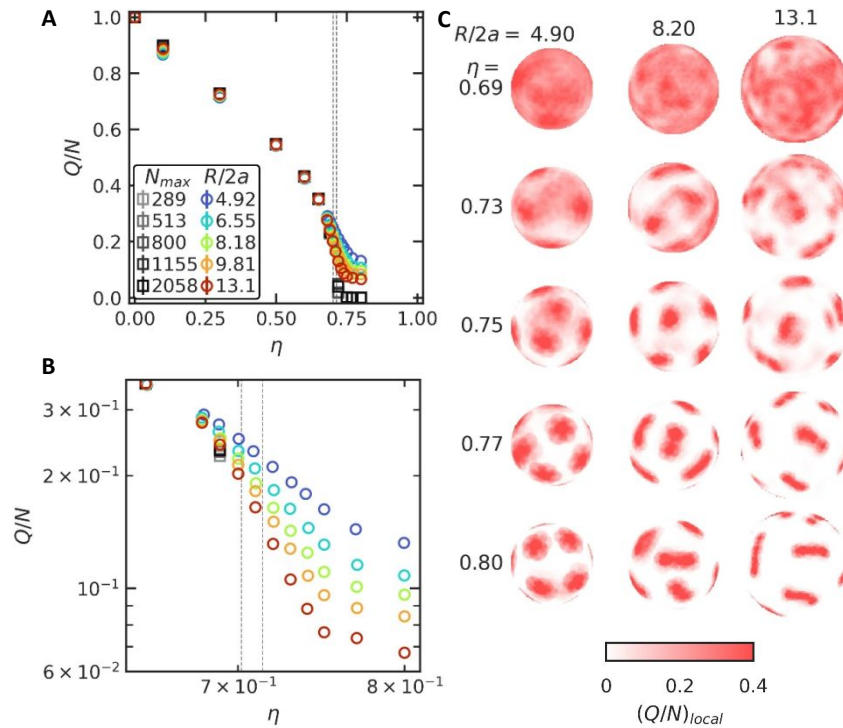 A
1.0
0.8
0.6
0.4
0.2
0.0
Q/N
N_max R/2a
289 4.92
513 6.55
800 8.18
1155 9.81
2058 13.1
0.00 0.25 0.50 0.75 1.00
η
B
3 × 10⁻¹
2 × 10⁻¹
10⁻¹
6 × 10⁻²
Q/N
7 × 10⁻¹ 8 × 10⁻¹
η
C
R/2a = 4.90 8.20 13.1
η =
0.69
0.73
0.75
0.77
0.80
0 0.2 0.4
(Q/N)_local